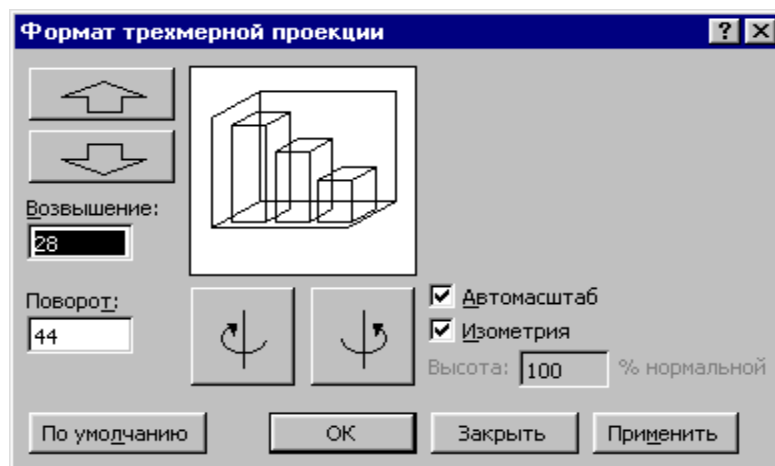 Формат трехмерной проекции
Возвышение:
28
Поворот:
44
Автомасштаб
Изометрия
Высота: 100 % нормальной
По умолчанию OK Закрыть Применить